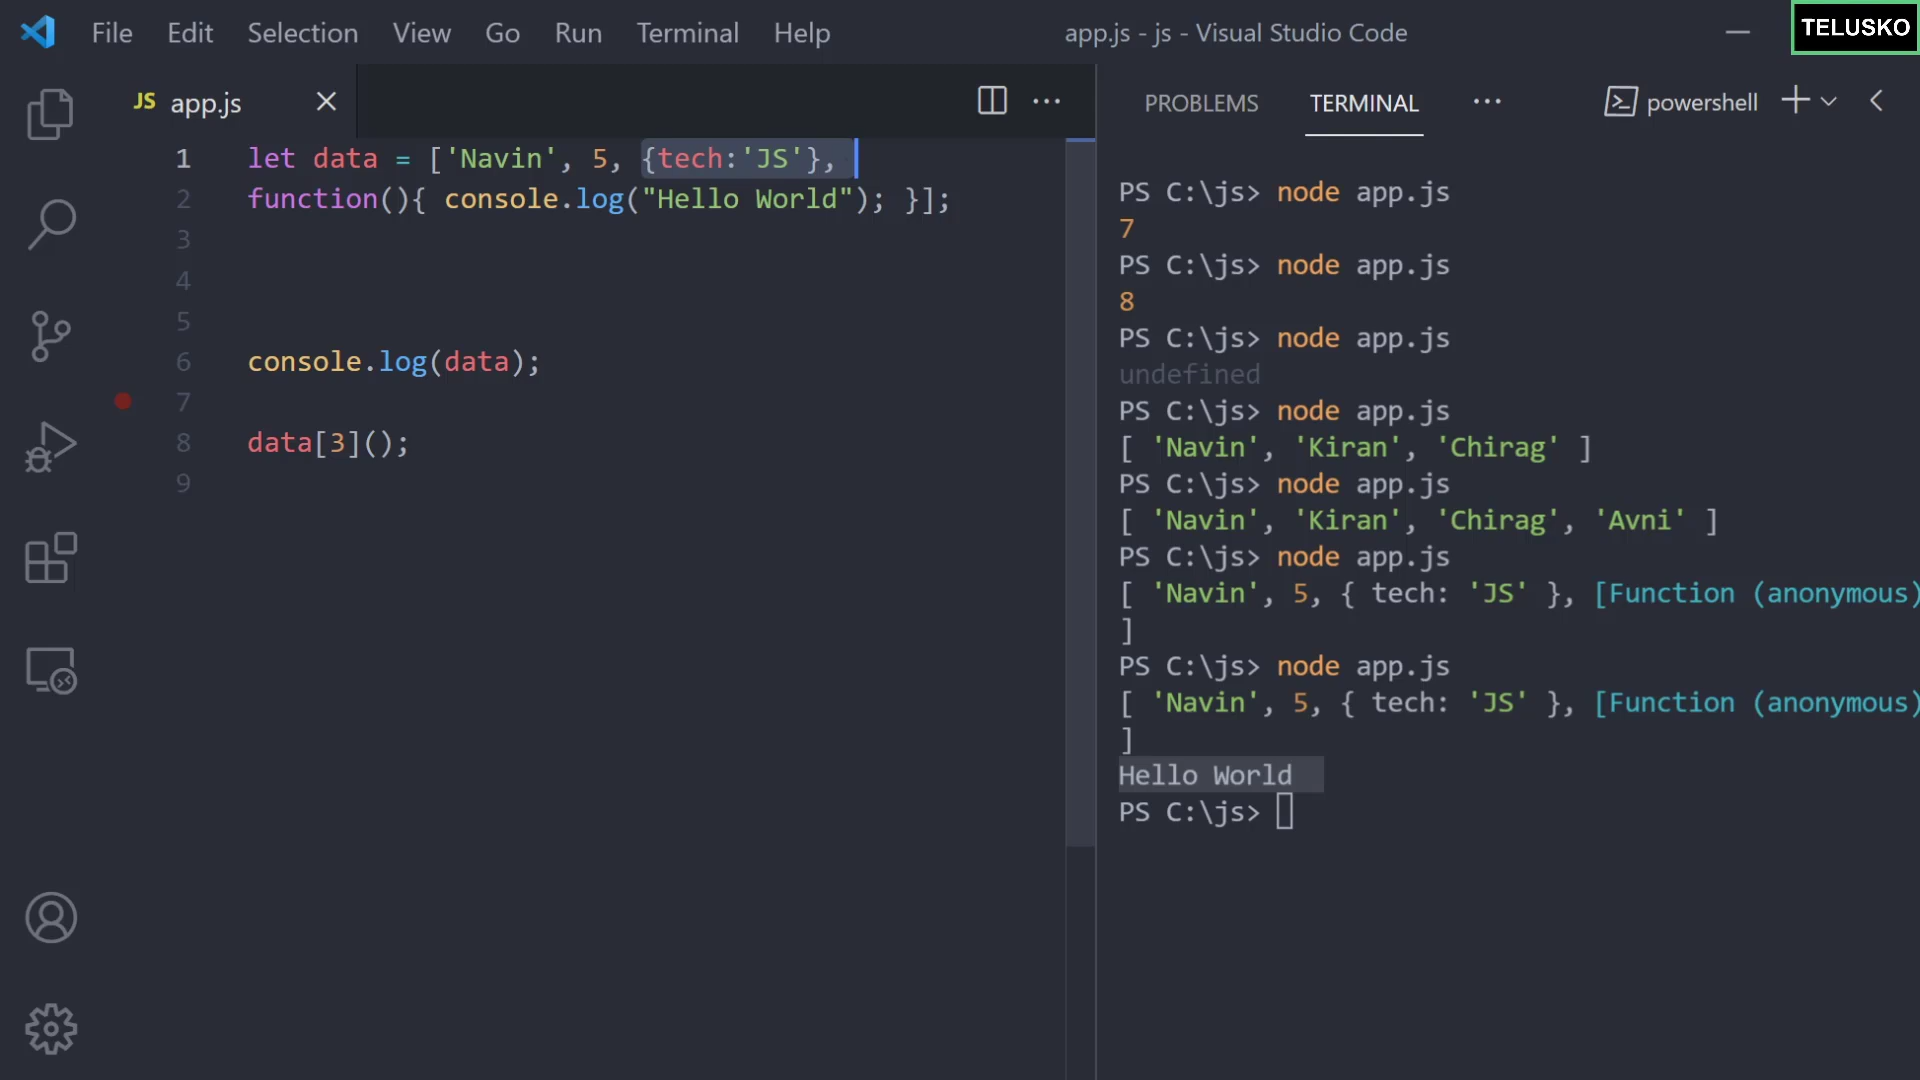 File Edit Selection View Go Run Terminal Help app.js - js - Visual Studio Code TELUSKO
JS app.js
1 let data = ['Navin', 5, {tech:'JS'},
2 function(){ console.log("Hello World"); }];
3
4
5
6 console.log(data);
7
8 data[3]();
9
PROBLEMS TERMINAL powershell
PS C:\js> node app.js
7
PS C:\js> node app.js
8
PS C:\js> node app.js
undefined
PS C:\js> node app.js
[ 'Navin', 'Kiran', 'Chirag' ]
PS C:\js> node app.js
[ 'Navin', 'Kiran', 'Chirag', 'Avni' ]
PS C:\js> node app.js
[ 'Navin', 5, { tech: 'JS' }, [Function (anonymous)
]
PS C:\js> node app.js
[ 'Navin', 5, { tech: 'JS' }, [Function (anonymous)
]
Hello World
PS C:\js>